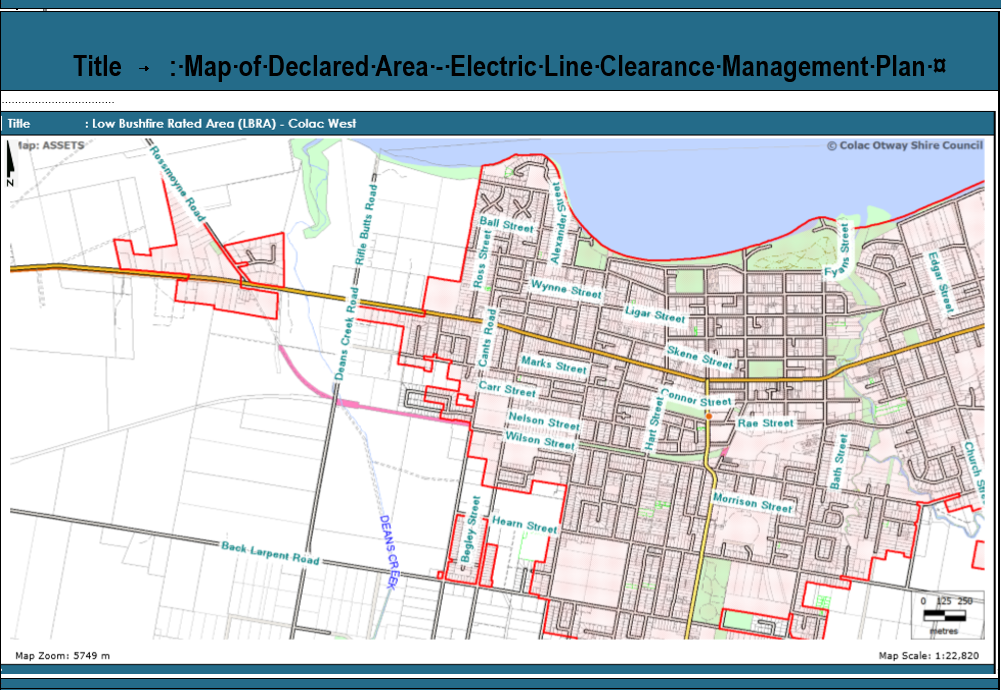 Title → :·Map·of·Declared·Area·-·Electric·Line·Clearance·Management·Plan·¤
Title : Low Bushfire Rated Area (LBRA) - Colac West
Map: ASSETS
© Colac Otway Shire Council
N
Rossmoyne Road
Rifle Butts Road
Ball Street
Alexander Street
Ross Street
Fyans Street
Edgar Street
Wynne Street
Ligar Street
Deans Creek Road
Cants Road
Skene Street
Marks Street
Carr Street
Connor Street
Nelson Street
Hart Street
Rae Street
Wilson Street
Bath Street
Church Str
Morrison Street
Begley Street
Hearn Street
DEANS CREEK
Back Larpent Road
0 125 250
metres
Map Zoom: 5749 m
Map Scale: 1:22,820